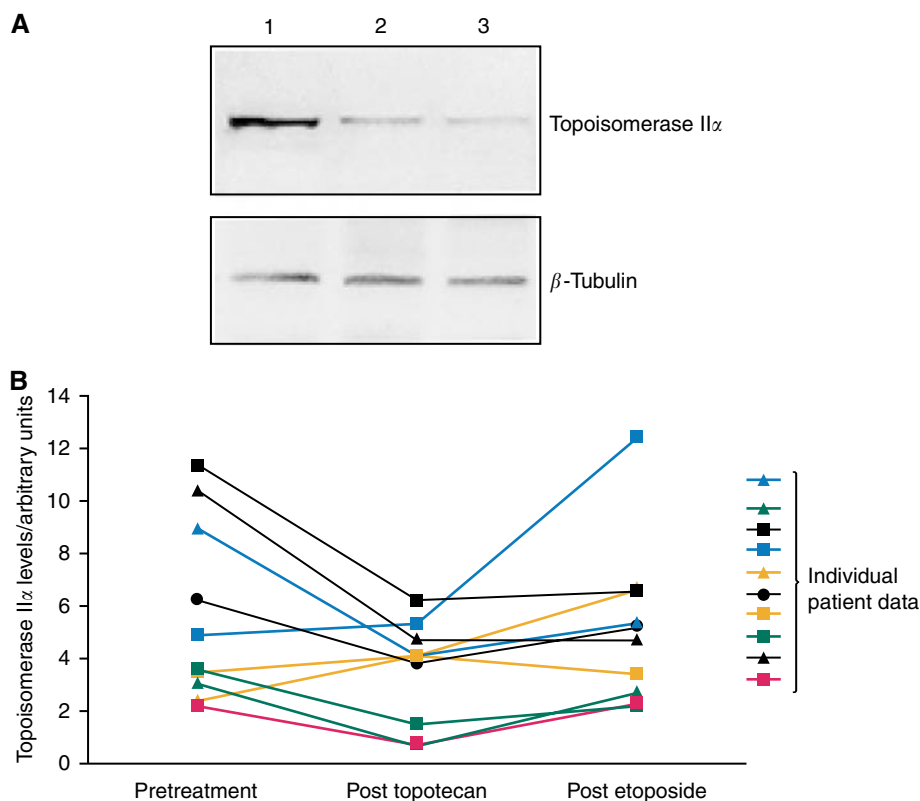 A
1 2 3
Topoisomerase IIα
β-Tubulin
B
Topoisomerase IIα levels/arbitrary units
14
12
10
8
6
4
2
0
Pretreatment Post topotecan Post etoposide
Individual
patient data